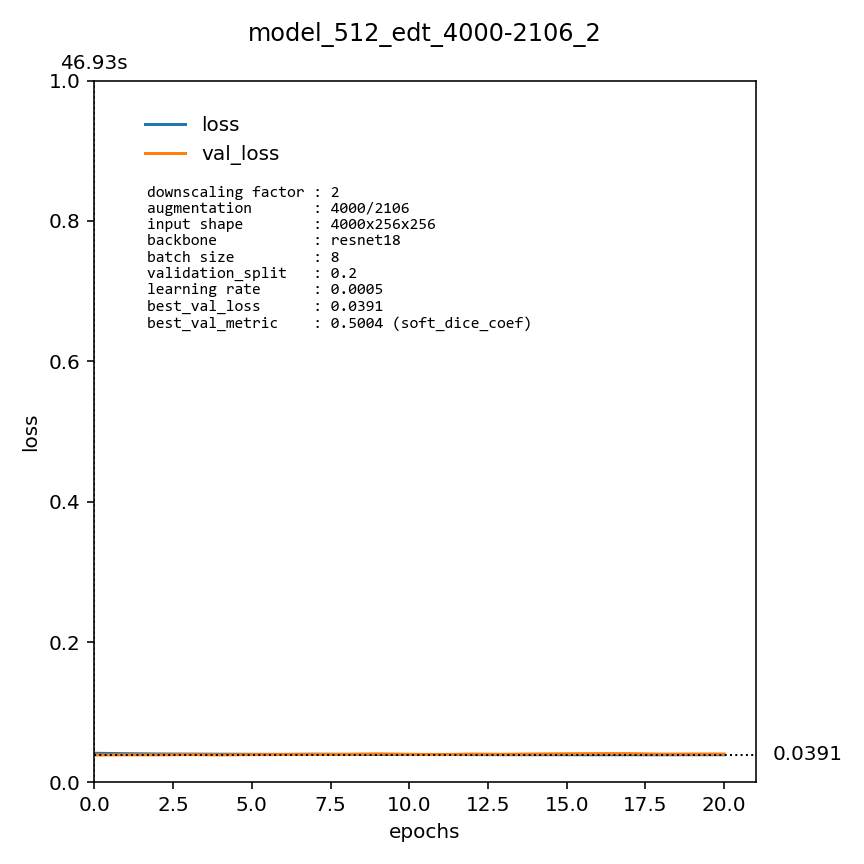 model_512_edt_4000-2106_2
46.93s
1.0
loss
val_loss
downscaling factor : 2
augmentation : 4000/2106
input shape : 4000x256x256
backbone : resnet18
batch size : 8
validation_split : 0.2
learning rate : 0.0005
best_val_loss : 0.0391
best_val_metric : 0.5004 (soft_dice_coef)
0.8
0.6
loss
0.4
0.2
0.0391
0.0
0.0 2.5 5.0 7.5 10.0 12.5 15.0 17.5 20.0
epochs